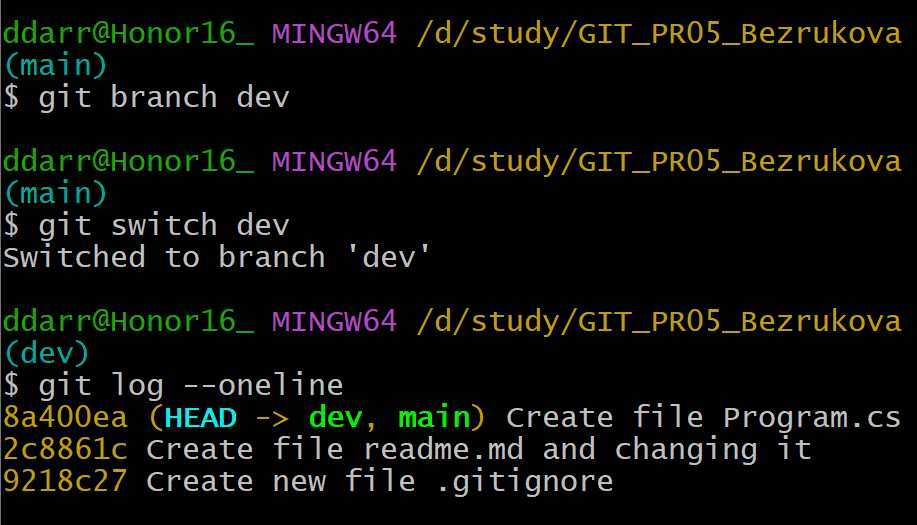 ddarr@Honor16_ MINGW64 /d/study/GIT_PR05_Bezrukova
(main)
$ git branch dev
ddarr@Honor16_ MINGW64 /d/study/GIT_PR05_Bezrukova
(main)
$ git switch dev
Switched to branch 'dev'
ddarr@Honor16_ MINGW64 /d/study/GIT_PR05_Bezrukova
(dev)
$ git log --oneline
8a400ea (HEAD -> dev, main) Create file Program.cs
2c8861c Create file readme.md and changing it
9218c27 Create new file .gitignore